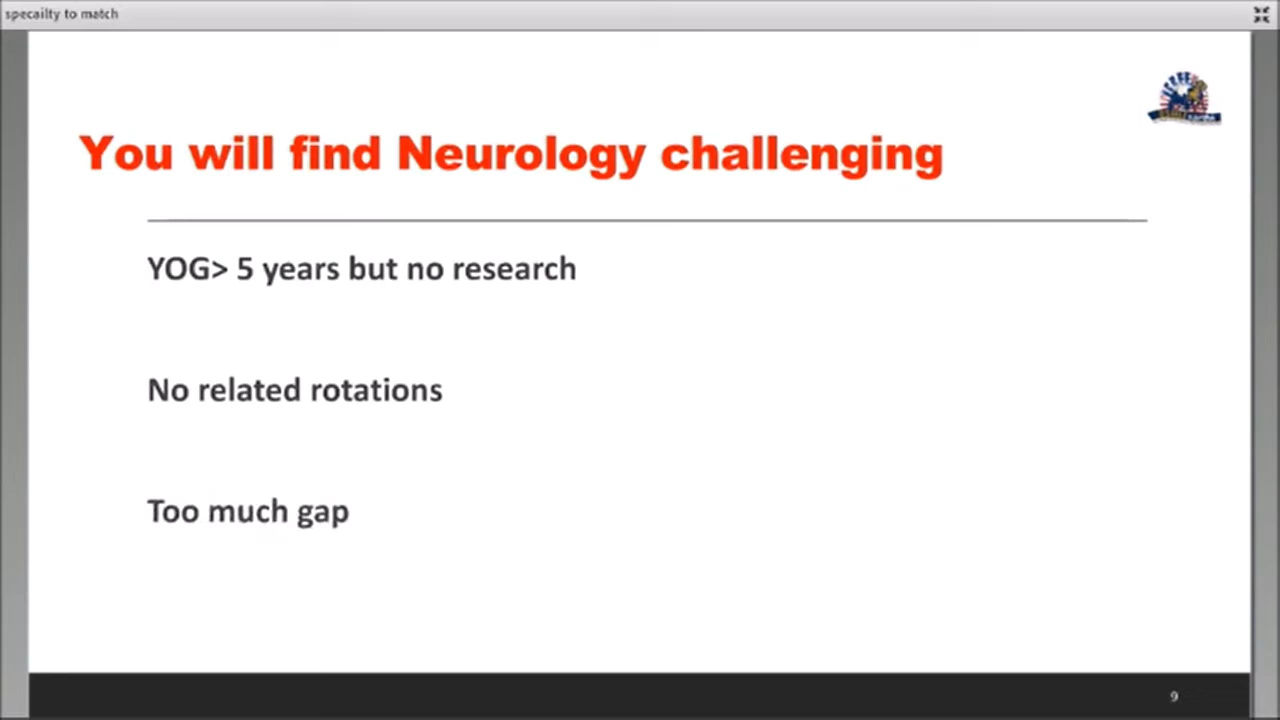 specailty to match
You will find Neurology challenging
YOG> 5 years but no research
No related rotations
Too much gap
9